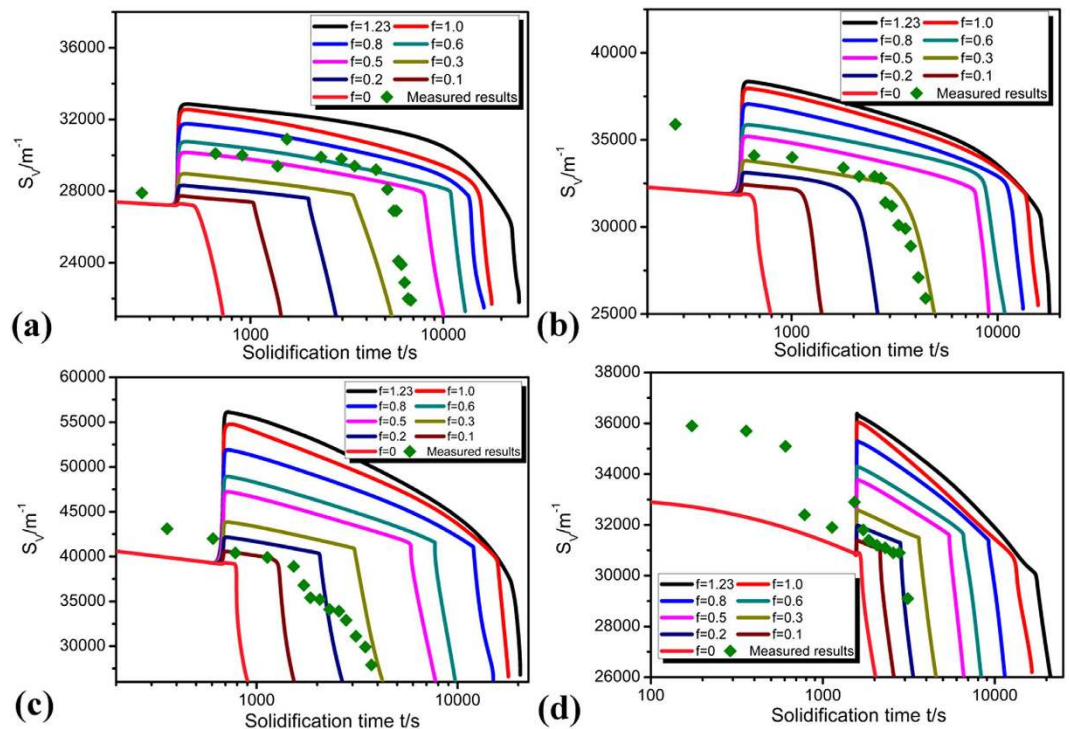 f=1.23 f=1.0
f=0.8 f=0.6
f=0.5 f=0.3
f=0.2 f=0.1
f=0 Measured results
36000
32000
28000
24000
Sv/m-1
1000
10000
Solidification time t/s
(a)
f=1.23 f=1.0
f=0.8 f=0.6
f=0.5 f=0.3
f=0.2 f=0.1
f=0 Measured results
40000
35000
30000
25000
Sv/m-1
1000
10000
Solidification time t/s
(b)
f=1.23 f=1.0
f=0.8 f=0.6
f=0.5 f=0.3
f=0.2 f=0.1
f=0 Measured results
60000
55000
50000
45000
40000
35000
30000
Sv/m-1
1000
10000
Solidification time t/s
(c)
38000
36000
34000
32000
30000
28000
26000
Sv/m-1
f=1.23 f=1.0
f=0.8 f=0.6
f=0.5 f=0.3
f=0.2 f=0.1
f=0 Measured results
100
1000
10000
Solidification time t/s
(d)